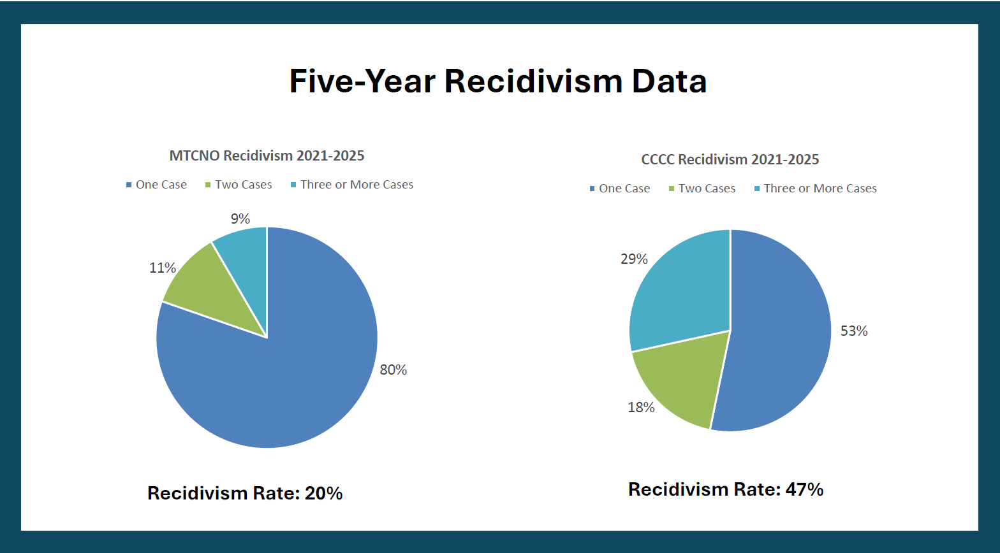 Five-Year Recidivism Data
MTCNO Recidivism 2021-2025
One Case Two Cases Three or More Cases
9%
11%
80%
Recidivism Rate: 20%
CCCC Recidivism 2021-2025
One Case Two Cases Three or More Cases
29%
53%
18%
Recidivism Rate: 47%